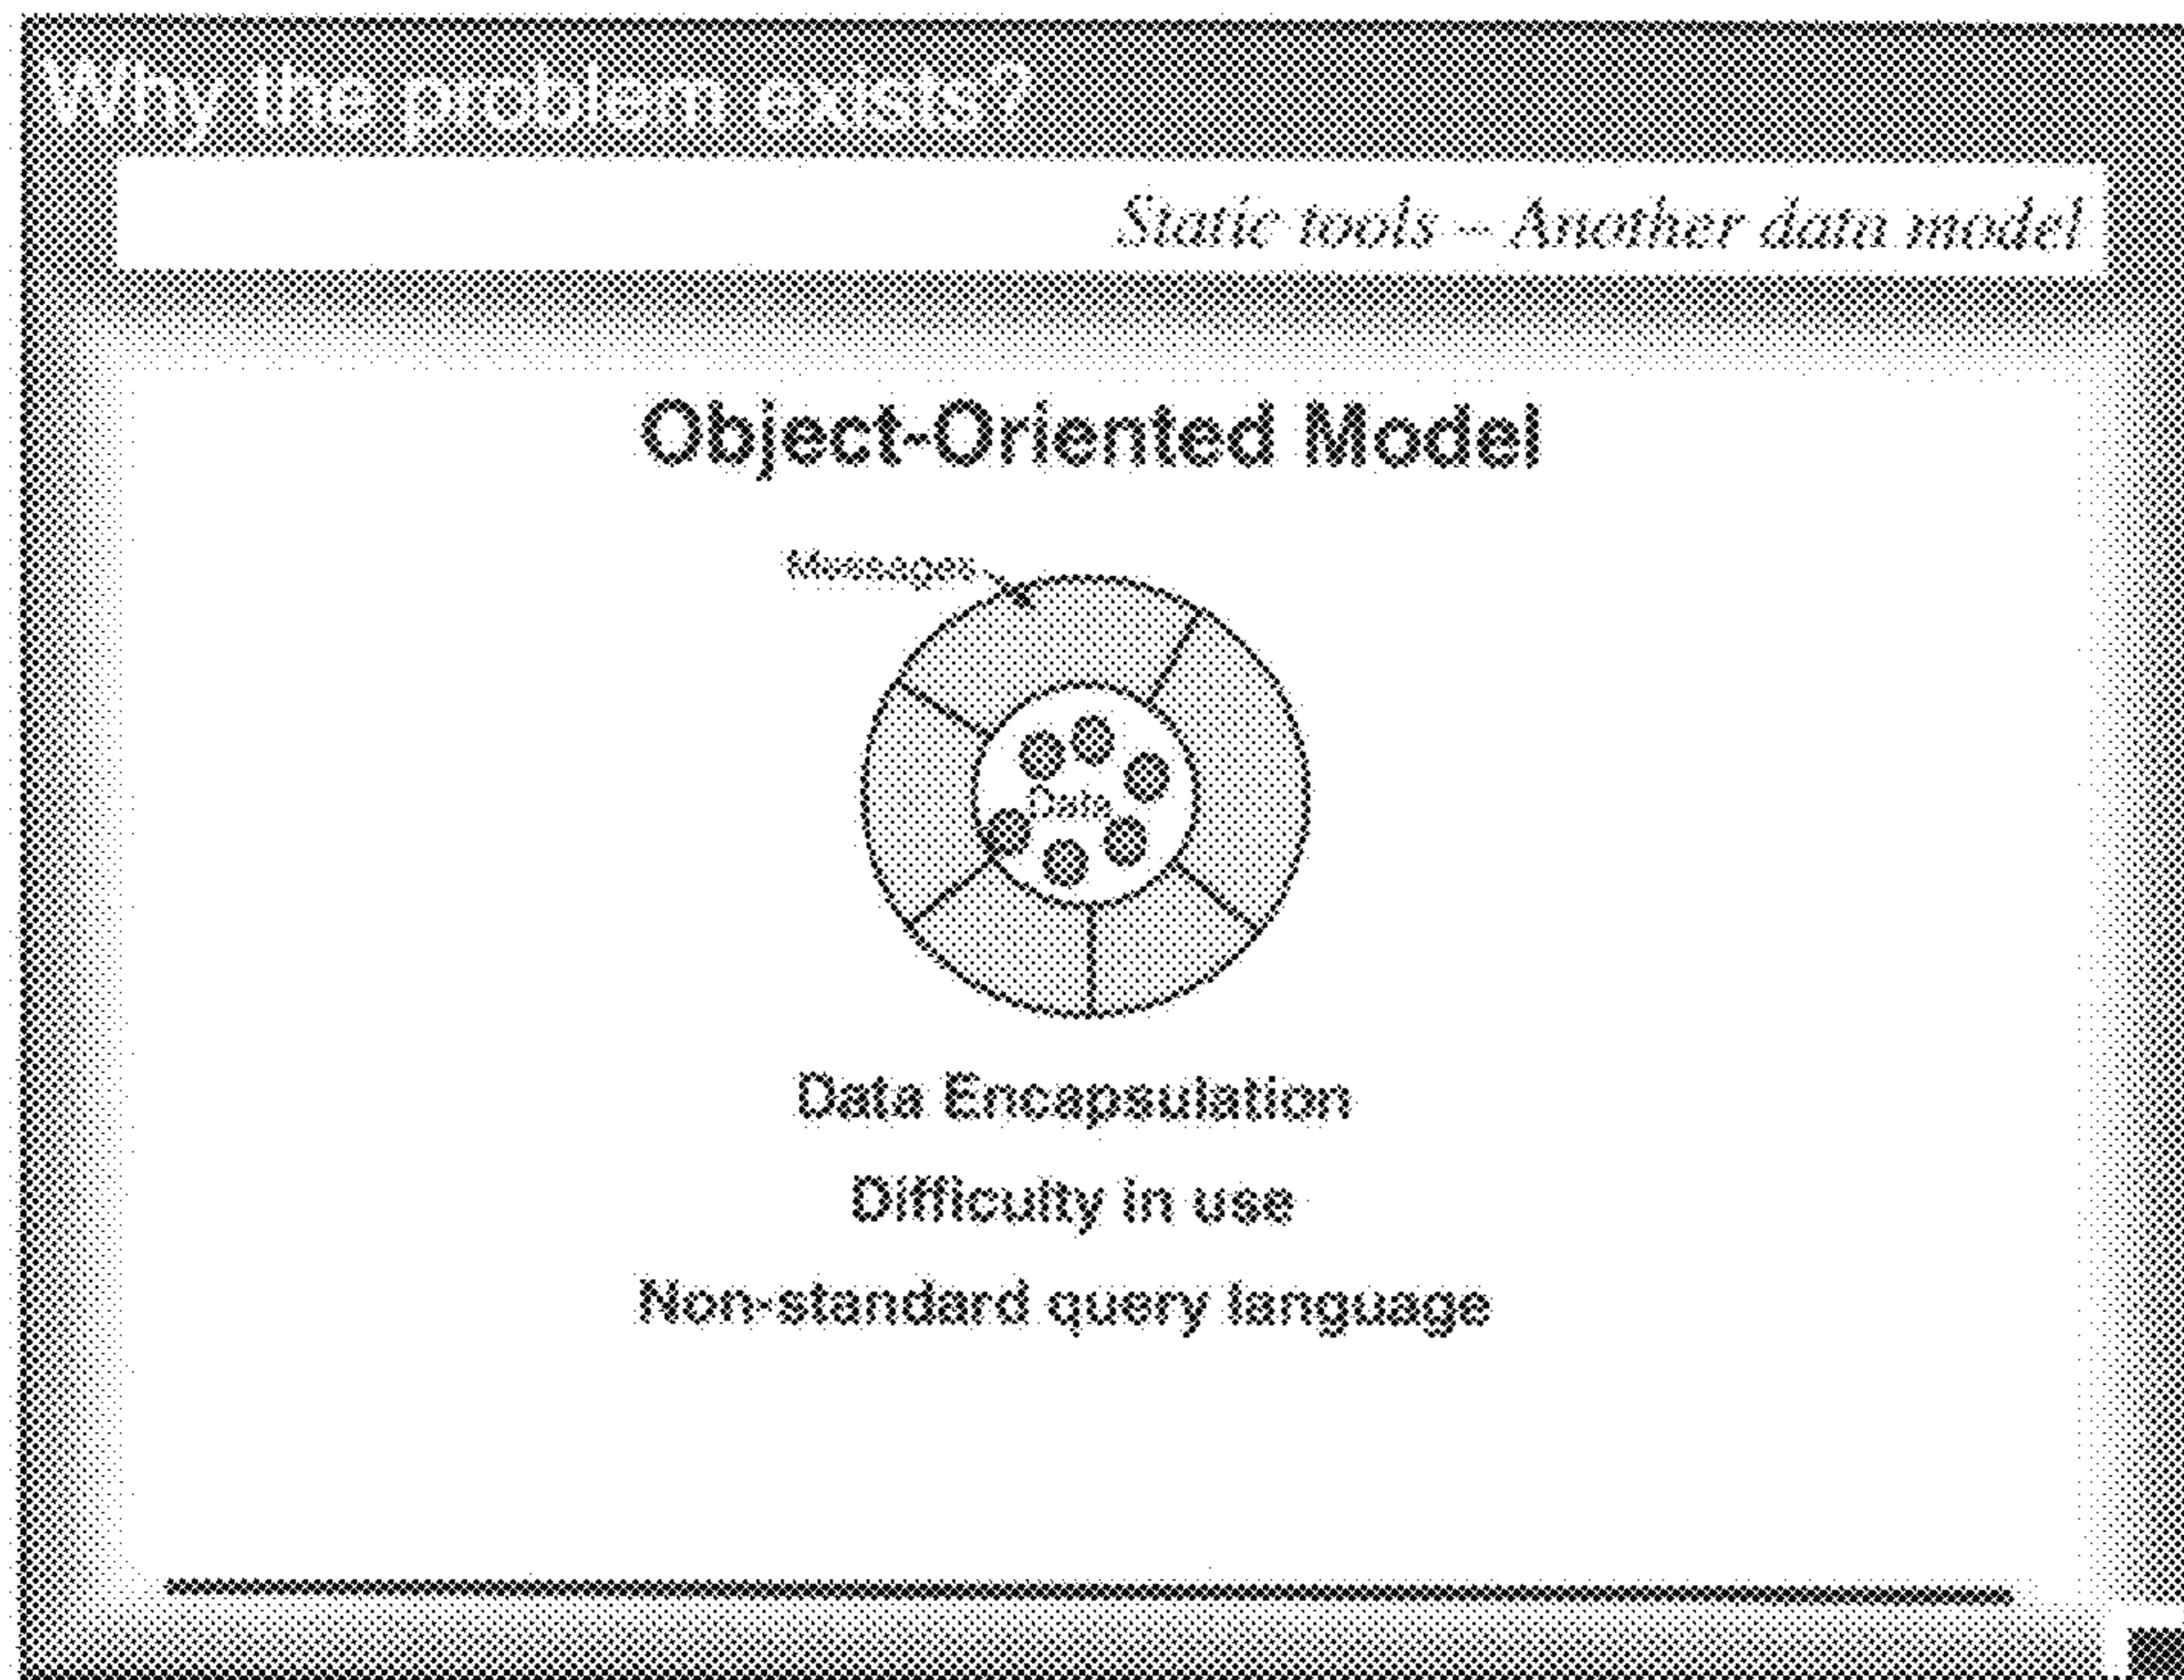 Why the problem exists?
Static tools -- Another data model
Object-Oriented Model
Messages
Data
Data Encapsulation
Difficulty in use
Non-standard query language